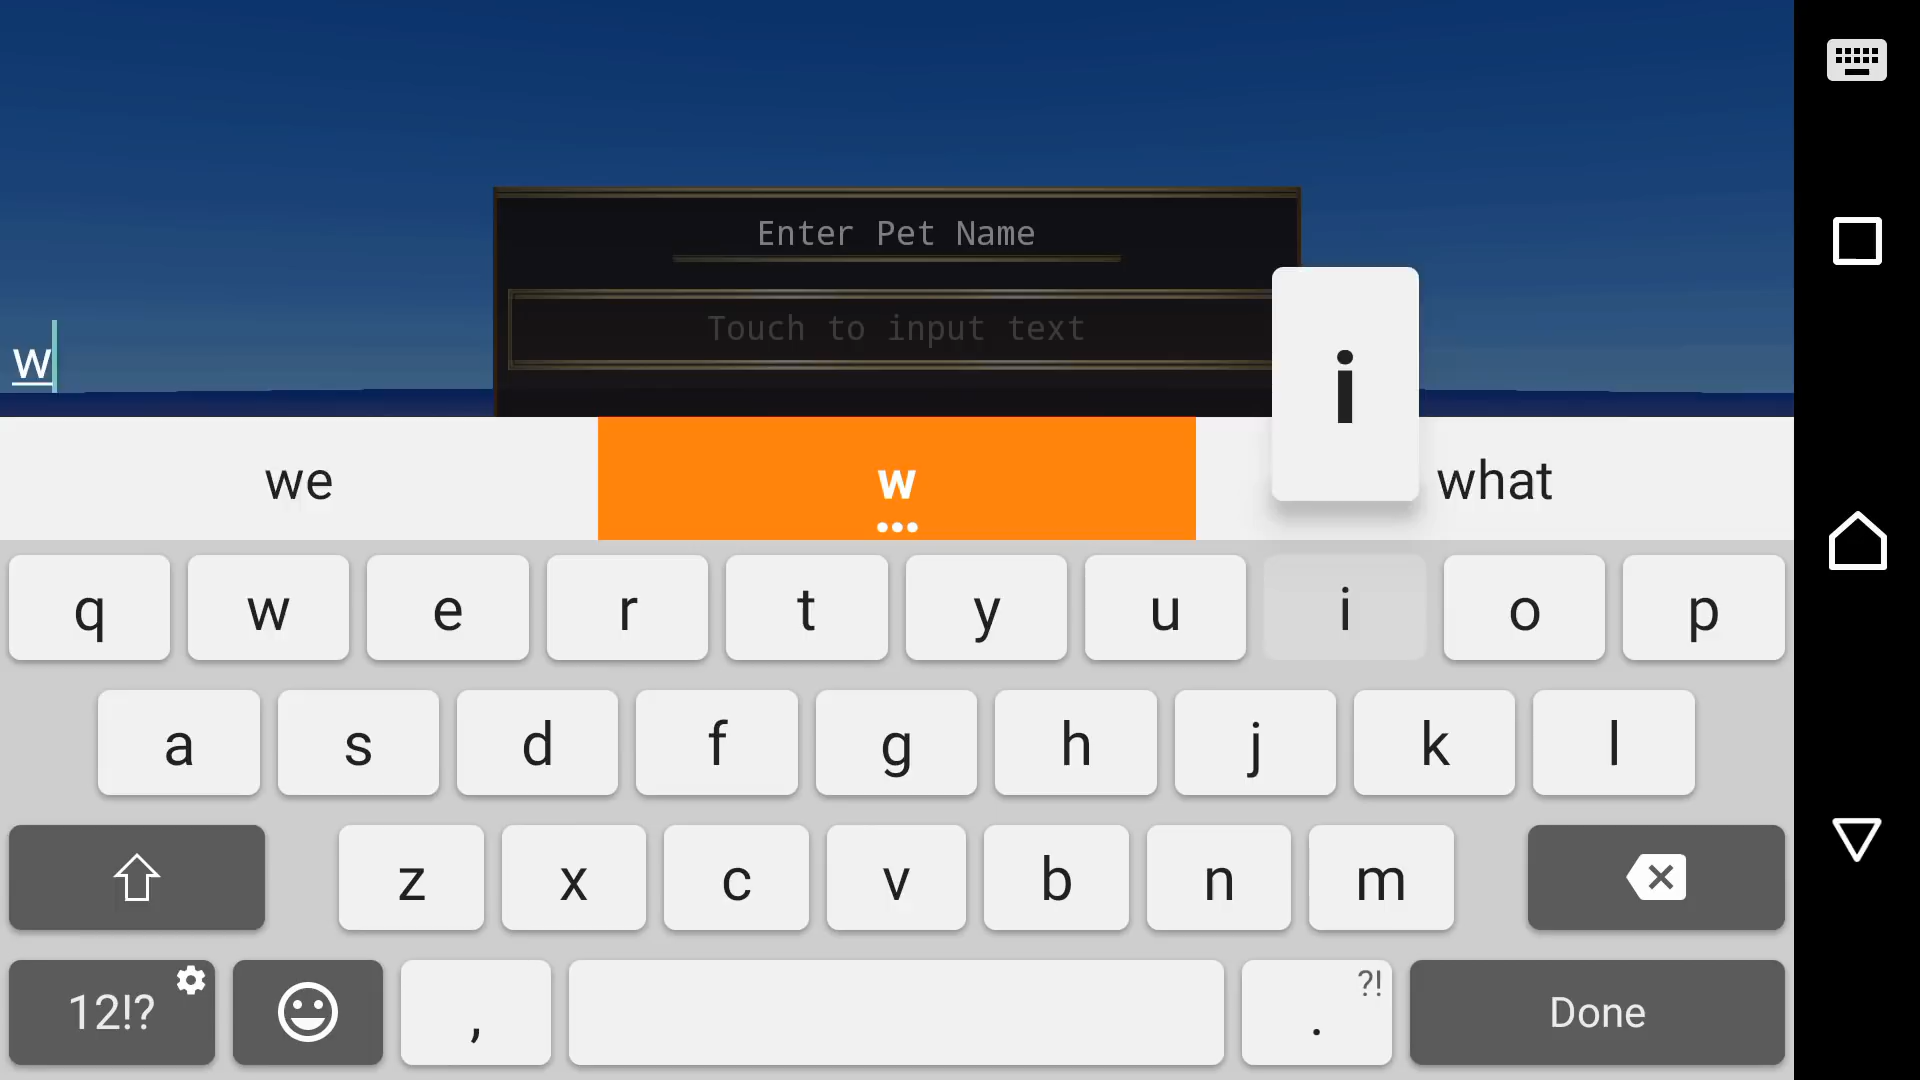 Enter Pet Name
Touch to input text
w
i
we w what
q w e r t y u i o p
a s d f g h j k l
z x c v b n m
12!? , . ?! Done